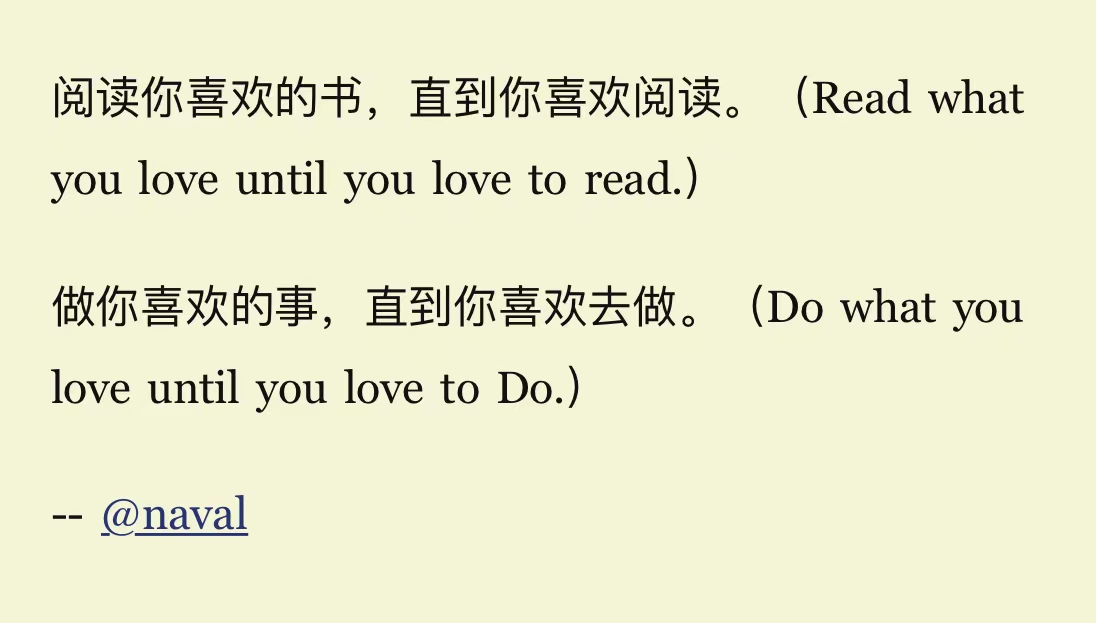 阅读你喜欢的书，直到你喜欢阅读。（Read what
you love until you love to read.）
做你喜欢的事，直到你喜欢去做。（Do what you
love until you love to Do.）
-- @naval